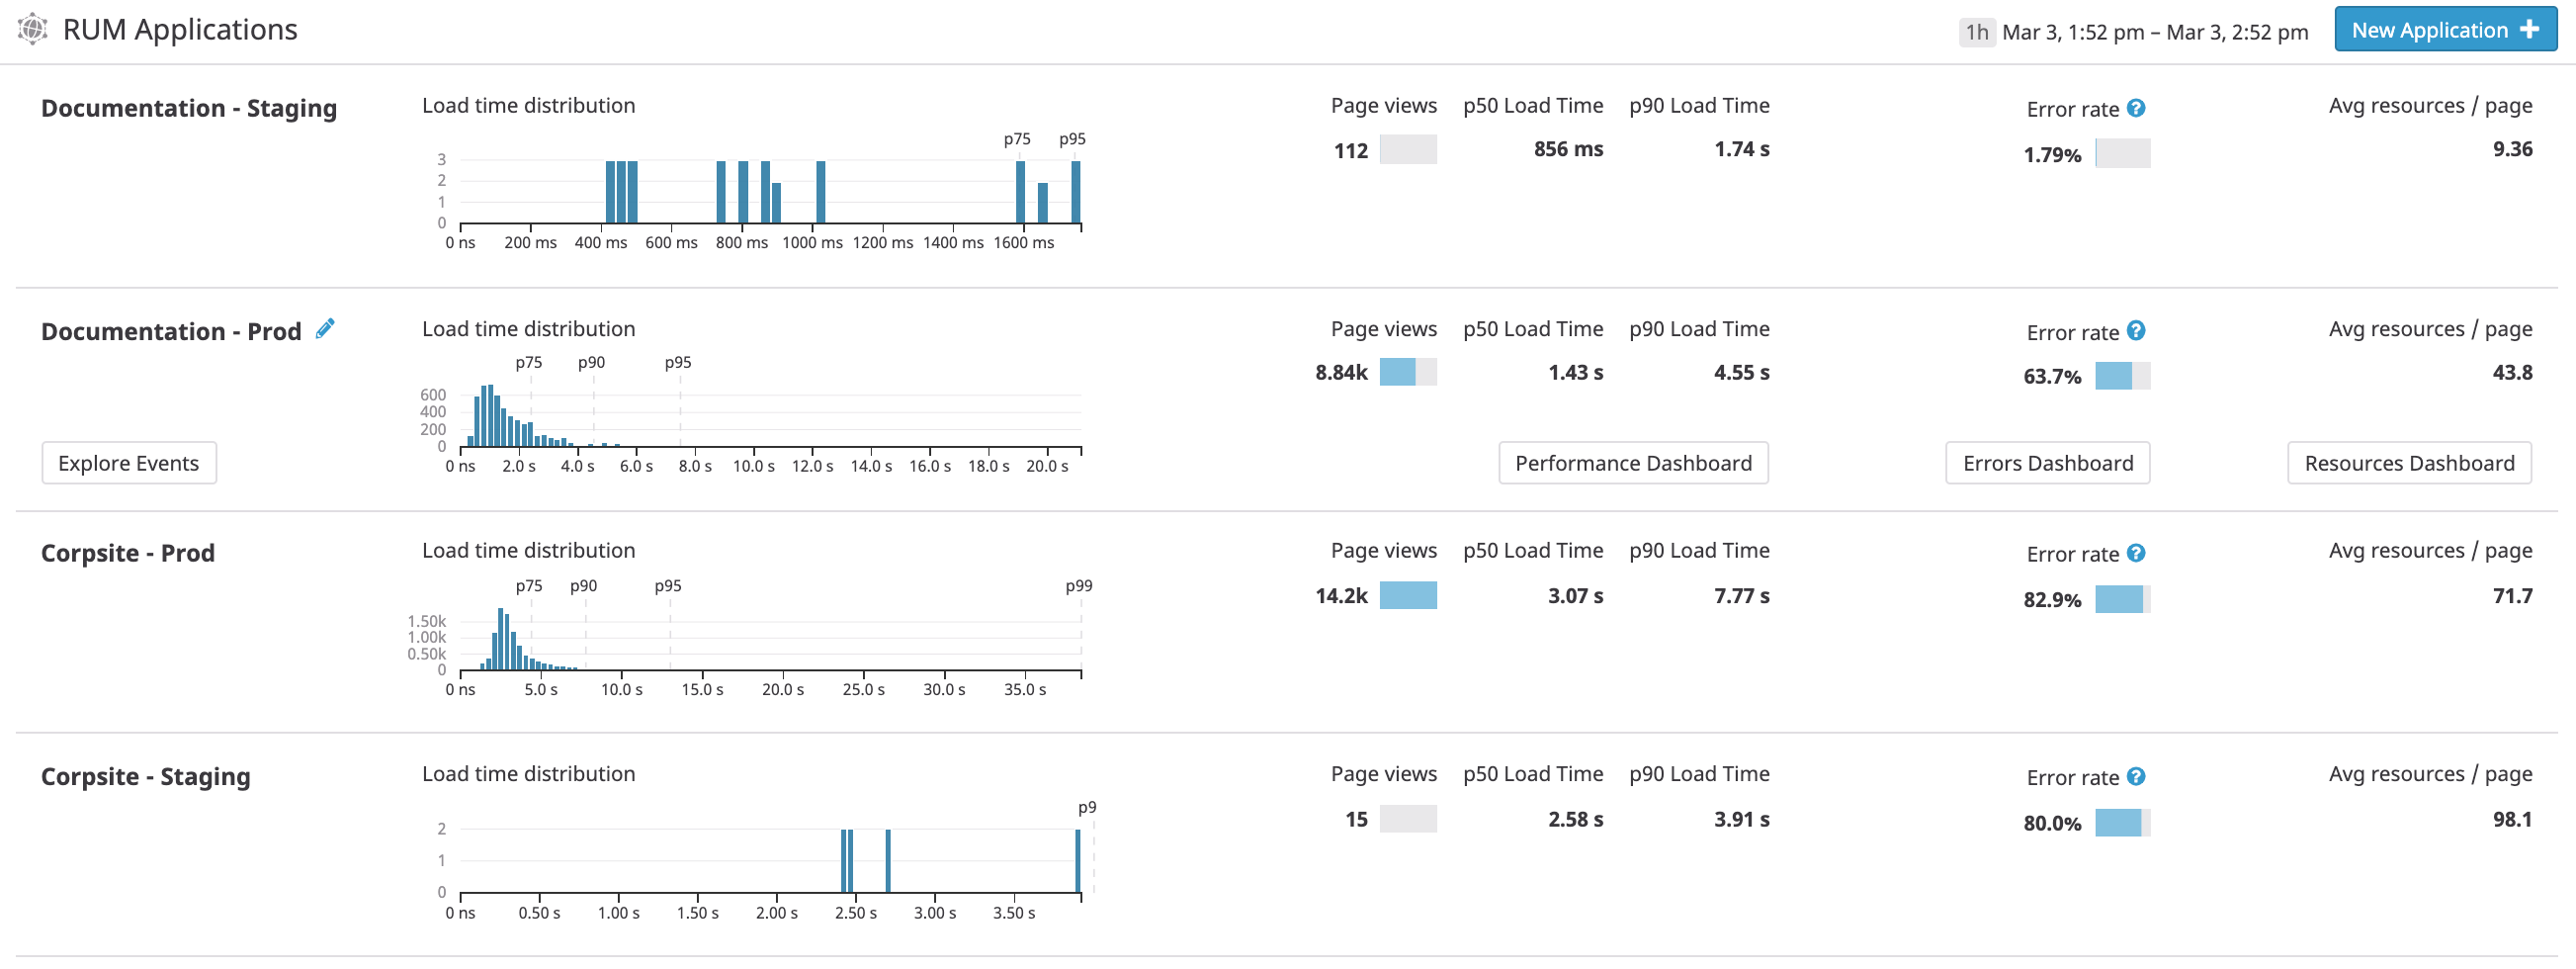 RUM Applications
1h Mar 3, 1:52 pm – Mar 3, 2:52 pm
New Application
Documentation - Staging
Load time distribution
p75 p95
3
2
1
0
0 ns 200 ms 400 ms 600 ms 800 ms 1000 ms 1200 ms 1400 ms 1600 ms
Page views p50 Load Time p90 Load Time Error rate ? Avg resources / page
112 856 ms 1.74 s 1.79% 9.36
Documentation - Prod
Load time distribution
p75 p90 p95
600
400
200
0
0 ns 2.0 s 4.0 s 6.0 s 8.0 s 10.0 s 12.0 s 14.0 s 16.0 s 18.0 s 20.0 s
Page views p50 Load Time p90 Load Time Error rate ? Avg resources / page
8.84k 1.43 s 4.55 s 63.7% 43.8
Explore Events Performance Dashboard Errors Dashboard Resources Dashboard
Corpsite - Prod
Load time distribution
p75 p90 p95 p99
1.50k
1.00k
0.50k
0
0 ns 5.0 s 10.0 s 15.0 s 20.0 s 25.0 s 30.0 s 35.0 s
Page views p50 Load Time p90 Load Time Error rate ? Avg resources / page
14.2k 3.07 s 7.77 s 82.9% 71.7
Corpsite - Staging
Load time distribution
p9
2
1
0
0 ns 0.50 s 1.00 s 1.50 s 2.00 s 2.50 s 3.00 s 3.50 s
Page views p50 Load Time p90 Load Time Error rate ? Avg resources / page
15 2.58 s 3.91 s 80.0% 98.1